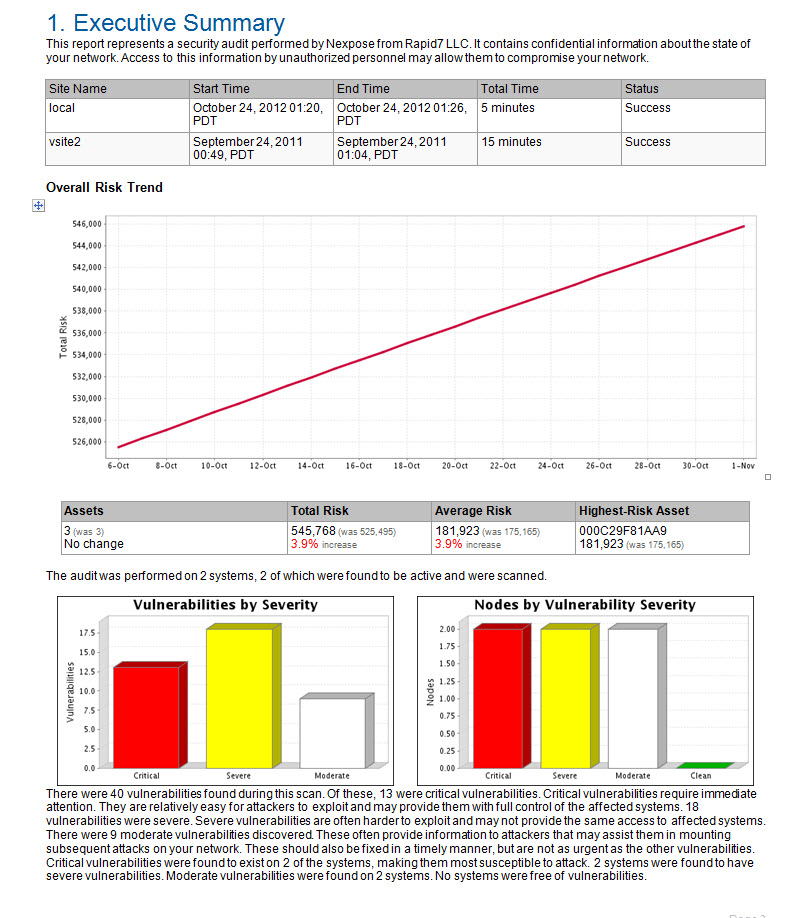 1. Executive Summary
This report represents a security audit performed by Nexpose from Rapid7 LLC. It contains confidential information about the state of
your network. Access to this information by unauthorized personnel may allow them to compromise your network.
Site Name Start Time End Time Total Time Status
local October 24, 2012 01:20, PDT October 24, 2012 01:26, PDT 5 minutes Success
vsite2 September 24, 2011 00:49, PDT September 24, 2011 01:04, PDT 15 minutes Success
Overall Risk Trend
Total Risk
546,000
544,000
542,000
540,000
538,000
536,000
534,000
532,000
530,000
528,000
526,000
6-Oct 8-Oct 10-Oct 12-Oct 14-Oct 16-Oct 18-Oct 20-Oct 22-Oct 24-Oct 26-Oct 28-Oct 30-Oct 1-Nov
Assets Total Risk Average Risk Highest-Risk Asset
3 (was 3) 545,768 (was 525,495) 181,923 (was 175,165) 000C29F81AA9
No change 3.9% increase 3.9% increase 181,923 (was 175,165)
The audit was performed on 2 systems, 2 of which were found to be active and were scanned.
Vulnerabilities by Severity
Vulnerabilities
17.5
15.0
12.5
10.0
7.5
5.0
2.5
0.0
Critical Severe Moderate
Nodes by Vulnerability Severity
Nodes
2.00
1.75
1.50
1.25
1.00
0.75
0.50
0.25
0.00
Critical Severe Moderate Clean
There were 40 vulnerabilities found during this scan. Of these, 13 were critical vulnerabilities. Critical vulnerabilities require immediate
attention. They are relatively easy for attackers to exploit and may provide them with full control of the affected systems. 18
vulnerabilities were severe. Severe vulnerabilities are often harder to exploit and may not provide the same access to affected systems.
There were 9 moderate vulnerabilities discovered. These often provide information to attackers that may assist them in mounting
subsequent attacks on your network. These should also be fixed in a timely manner, but are not as urgent as the other vulnerabilities.
Critical vulnerabilities were found to exist on 2 of the systems, making them most susceptible to attack. 2 systems were found to have
severe vulnerabilities. Moderate vulnerabilities were found on 2 systems. No systems were free of vulnerabilities.